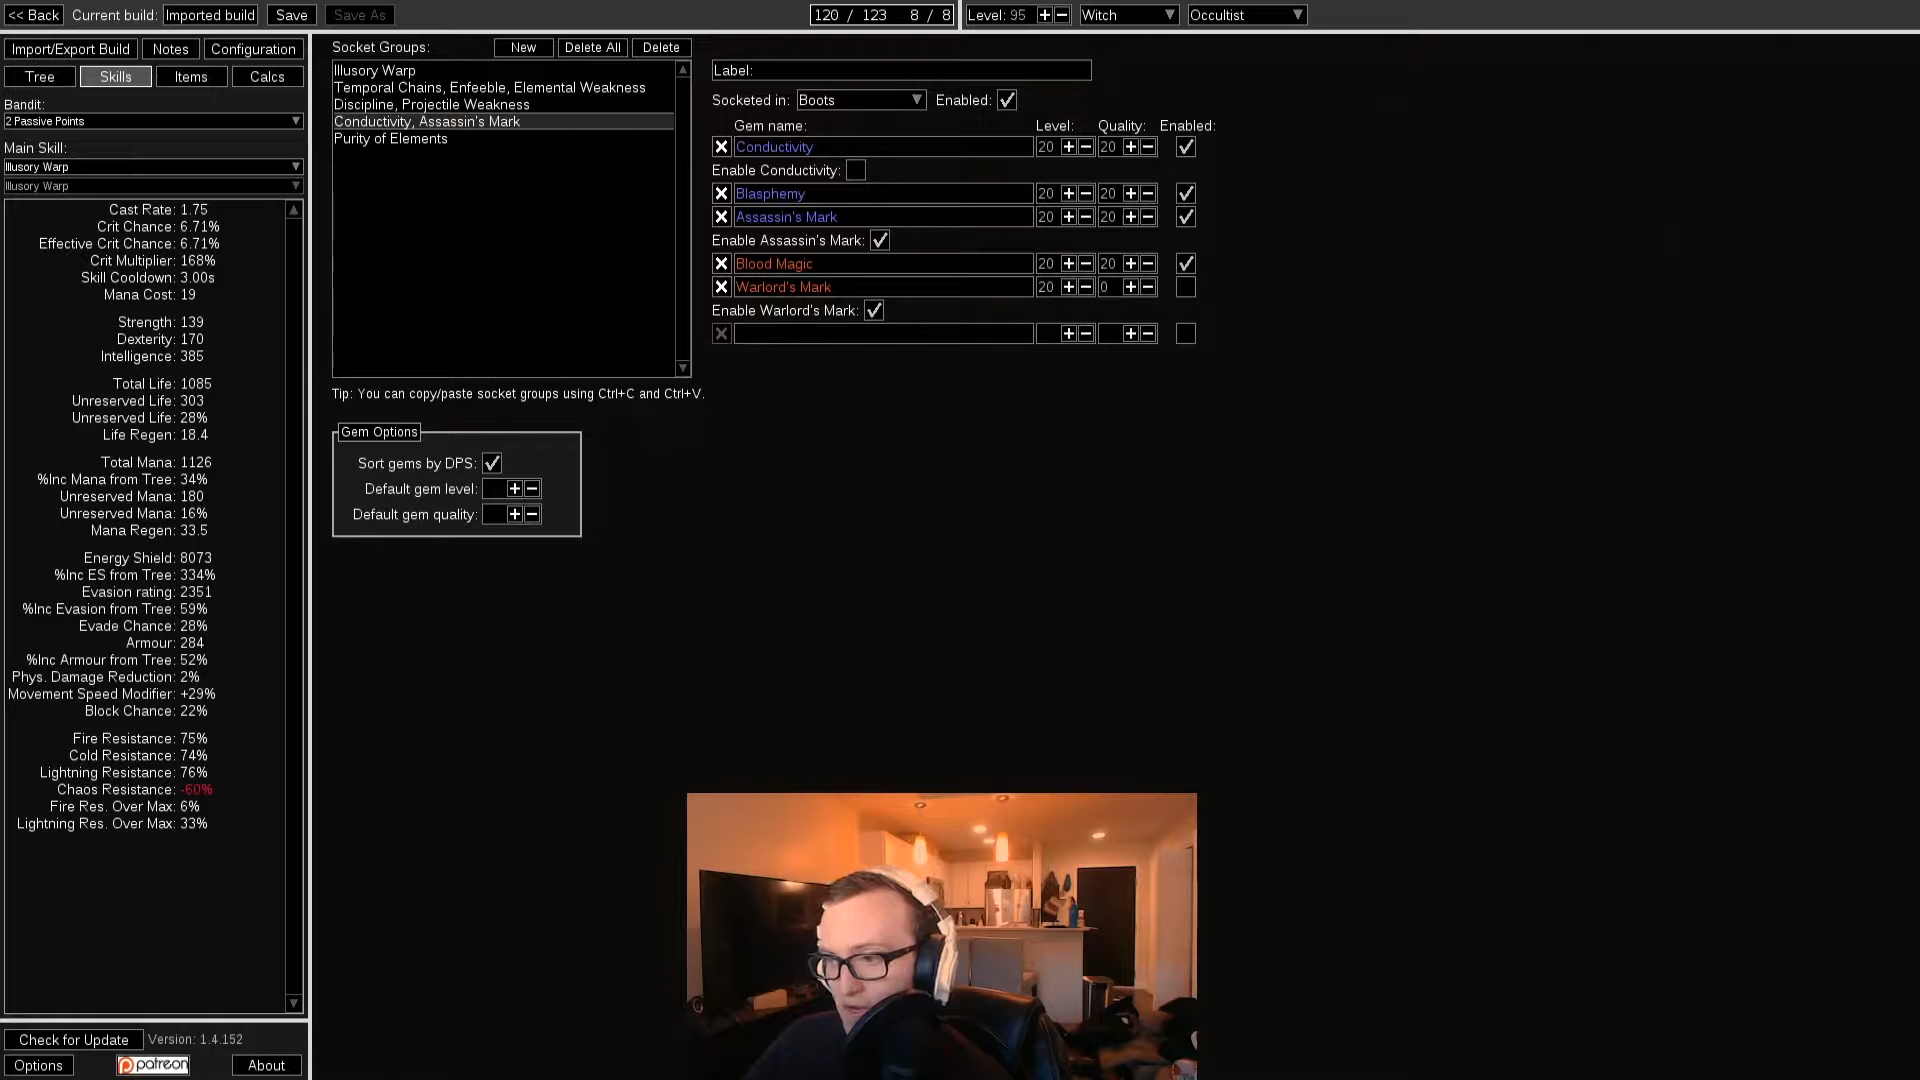 << Back Current build: Imported build Save Save As 120 / 123 8 / 8 Level: 95 Witch Occultist
Import/Export Build Notes Configuration
Tree Skills Items Calcs
Bandit:
2 Passive Points
Main Skill:
Illusory Warp
Illusory Warp
Cast Rate: 1.75
Crit Chance: 6.71%
Effective Crit Chance: 6.71%
Crit Multiplier: 168%
Skill Cooldown: 3.00s
Mana Cost: 19
Strength: 139
Dexterity: 170
Intelligence: 385
Total Life: 1085
Unreserved Life: 303
Unreserved Life: 28%
Life Regen: 18.4
Total Mana: 1126
%Inc Mana from Tree: 34%
Unreserved Mana: 180
Unreserved Mana: 16%
Mana Regen: 33.5
Energy Shield: 8073
%Inc ES from Tree: 334%
Evasion rating: 2351
%Inc Evasion from Tree: 59%
Evade Chance: 28%
Armour: 284
%Inc Armour from Tree: 52%
Phys. Damage Reduction: 2%
Movement Speed Modifier: +29%
Block Chance: 22%
Fire Resistance: 75%
Cold Resistance: 74%
Lightning Resistance: 76%
Chaos Resistance: -60%
Fire Res. Over Max: 6%
Lightning Res. Over Max: 33%
Check for Update Version: 1.4.152
Options patreon About
Socket Groups: New Delete All Delete
Illusory Warp
Temporal Chains, Enfeeble, Elemental Weakness
Discipline, Projectile Weakness
Conductivity, Assassin's Mark
Purity of Elements
Tip: You can copy/paste socket groups using Ctrl+C and Ctrl+V.
Gem Options
Sort gems by DPS:
Default gem level:
Default gem quality:
Label:
Socketed in: Boots Enabled:
Gem name: Level: Quality: Enabled:
Conductivity 20 20
Enable Conductivity:
Blasphemy 20 20
Assassin's Mark 20 20
Enable Assassin's Mark:
Blood Magic 20 20
Warlord's Mark 20 0
Enable Warlord's Mark: